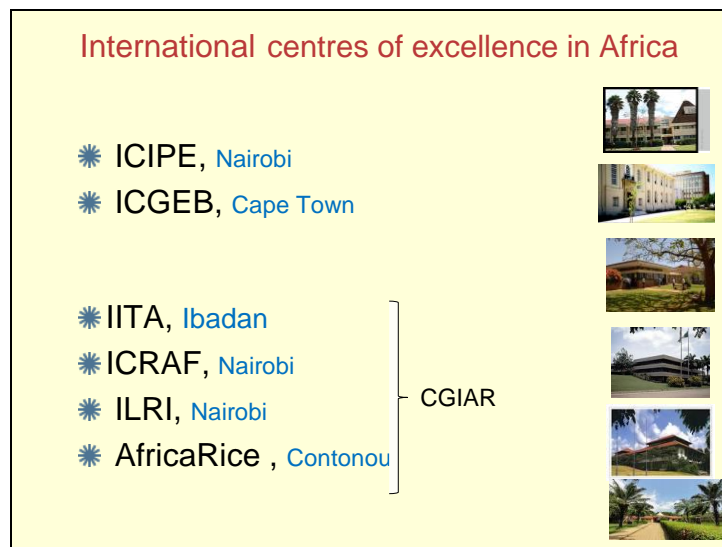 International centres of excellence in Africa
ICIPE, Nairobi
ICGEB, Cape Town
IITA, Ibadan
ICRAF, Nairobi
ILRI, Nairobi
AfricaRice , Contonou
CGIAR